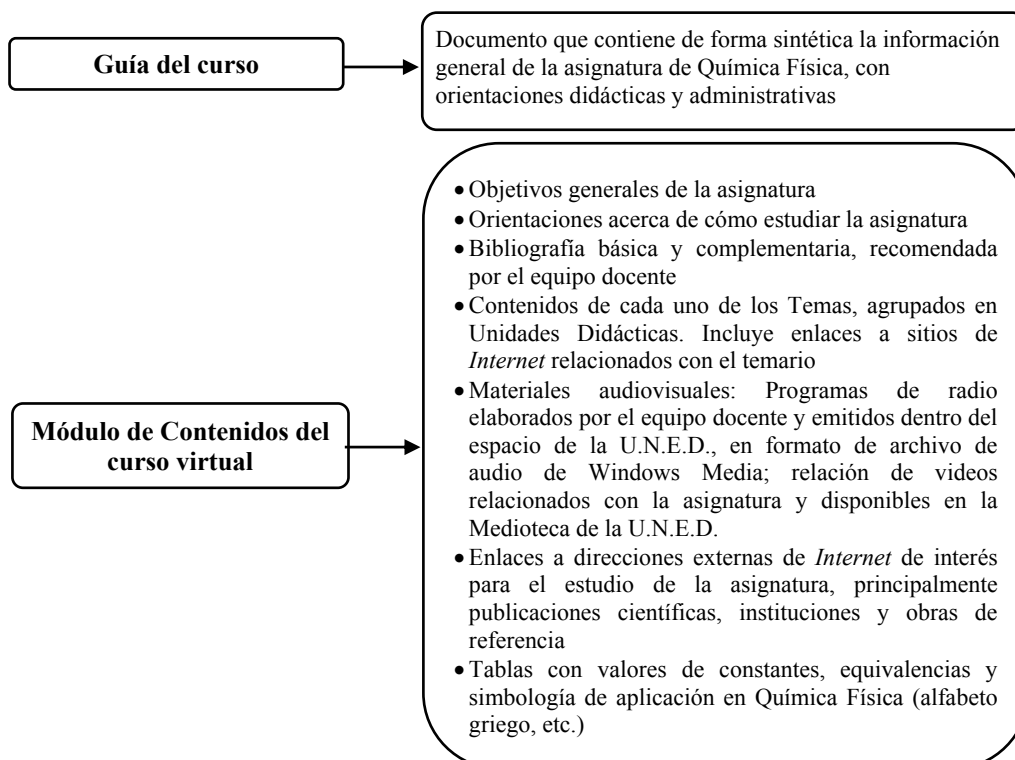 Guía del curso
Documento que contiene de forma sintética la información
general de la asignatura de Química Física, con
orientaciones didácticas y administrativas
Módulo de Contenidos del
curso virtual
• Objetivos generales de la asignatura
• Orientaciones acerca de cómo estudiar la asignatura
• Bibliografía básica y complementaria, recomendada
por el equipo docente
• Contenidos de cada uno de los Temas, agrupados en
Unidades Didácticas. Incluye enlaces a sitios de
Internet relacionados con el temario
• Materiales audiovisuales: Programas de radio
elaborados por el equipo docente y emitidos dentro del
espacio de la U.N.E.D., en formato de archivo de
audio de Windows Media; relación de videos
relacionados con la asignatura y disponibles en la
Medioteca de la U.N.E.D.
• Enlaces a direcciones externas de Internet de interés
para el estudio de la asignatura, principalmente
publicaciones científicas, instituciones y obras de
referencia
• Tablas con valores de constantes, equivalencias y
simbología de aplicación en Química Física (alfabeto
griego, etc.)